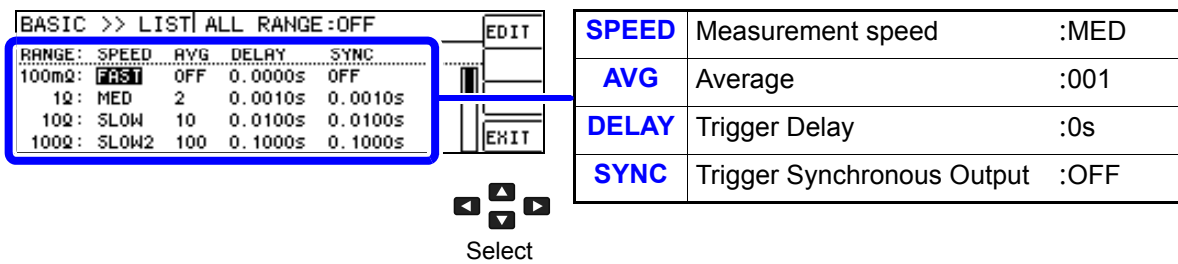 BASIC >> LIST ALL RANGE:OFF
EDIT
RANGE: SPEED AVG DELAY SYNC
100mΩ: FAST OFF 0.0000s OFF
1Ω: MED 2 0.0010s 0.0010s
10Ω: SLOW 10 0.0100s 0.0100s
100Ω: SLOW2 100 0.1000s 0.1000s
EXIT
SPEED Measurement speed :MED
AVG Average :001
DELAY Trigger Delay :0s
SYNC Trigger Synchronous Output :OFF
Select